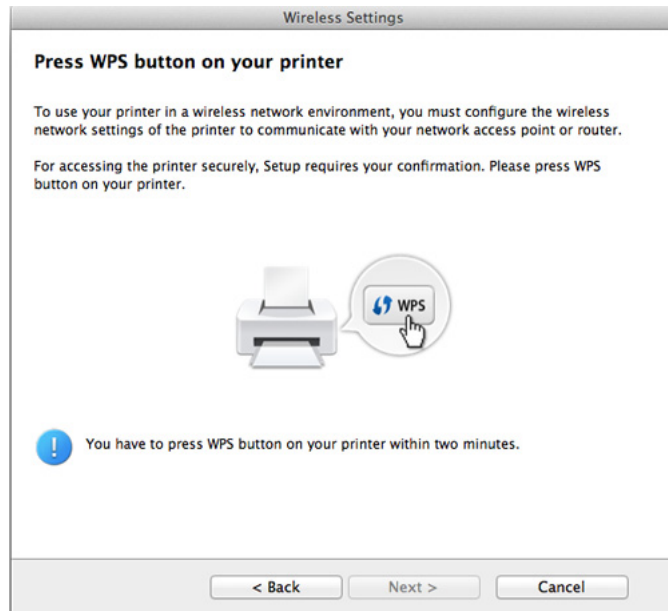 Wireless Settings
Press WPS button on your printer
To use your printer in a wireless network environment, you must configure the wireless
network settings of the printer to communicate with your network access point or router.
For accessing the printer securely, Setup requires your confirmation. Please press WPS
button on your printer.
WPS
You have to press WPS button on your printer within two minutes.
< Back
Next >
Cancel